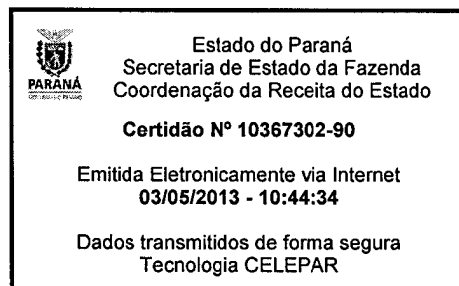 Estado do Paraná
Secretaria de Estado da Fazenda
Coordenação da Receita do Estado
PARANÁ
Certidão Nº 10367302-90
Emitida Eletronicamente via Internet
03/05/2013 - 10:44:34
Dados transmitidos de forma segura
Tecnologia CELEPAR